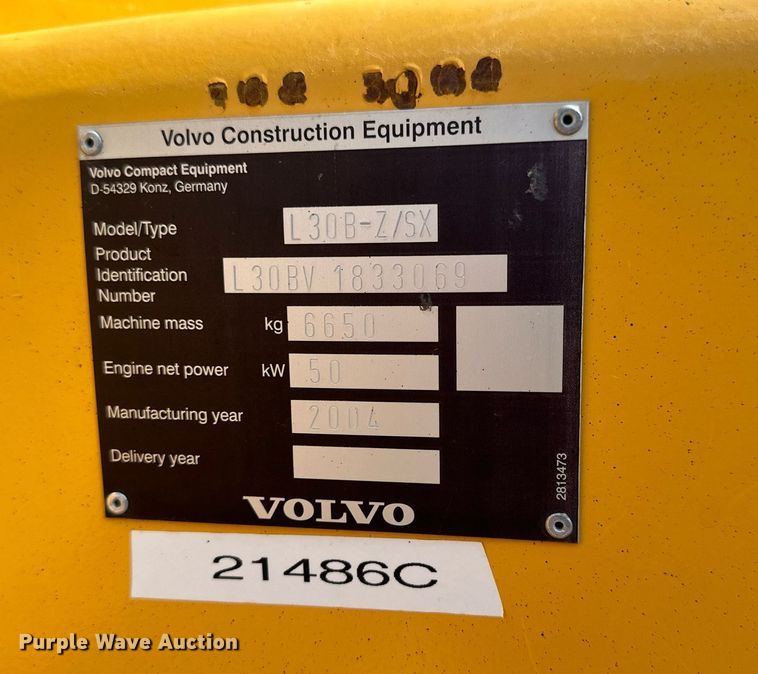 Volvo Construction Equipment
Volvo Compact Equipment
D-54329 Konz, Germany
Model/Type L30B-Z/SX
Product
Identification L30BV 1833069
Number
Machine mass kg 6650
Engine net power kW 50
Manufacturing year 2004
Delivery year
2813473
VOLVO
21486C
Purple Wave Auction